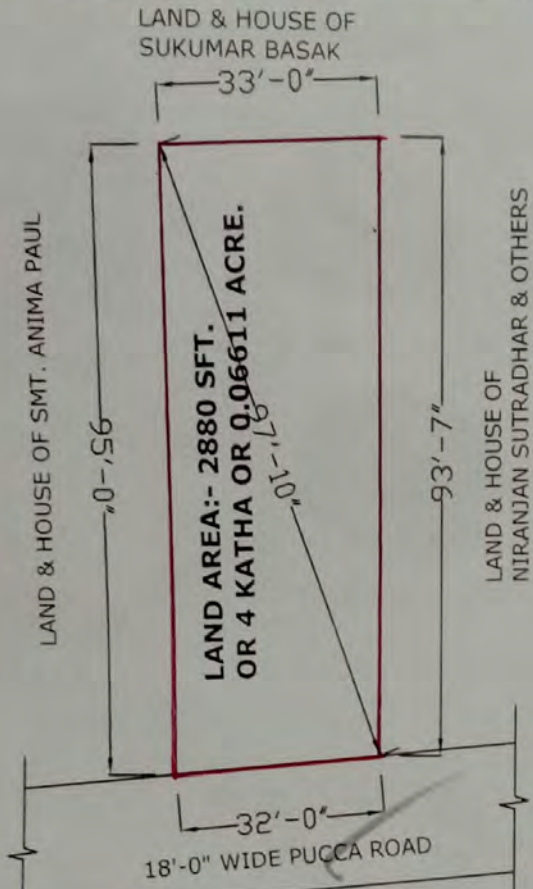 LAND & HOUSE OF
SUKUMAR BASAK
33'-0"
LAND & HOUSE OF SMT. ANIMA PAUL
95'-0"
LAND AREA:- 2880 SFT.
OR 4 KATHA OR 0.06611 ACRE.
97'-10"
93'-7"
LAND & HOUSE OF
NIRANJAN SUTRADHAR & OTHERS
32'-0"
18'-0" WIDE PUCCA ROAD